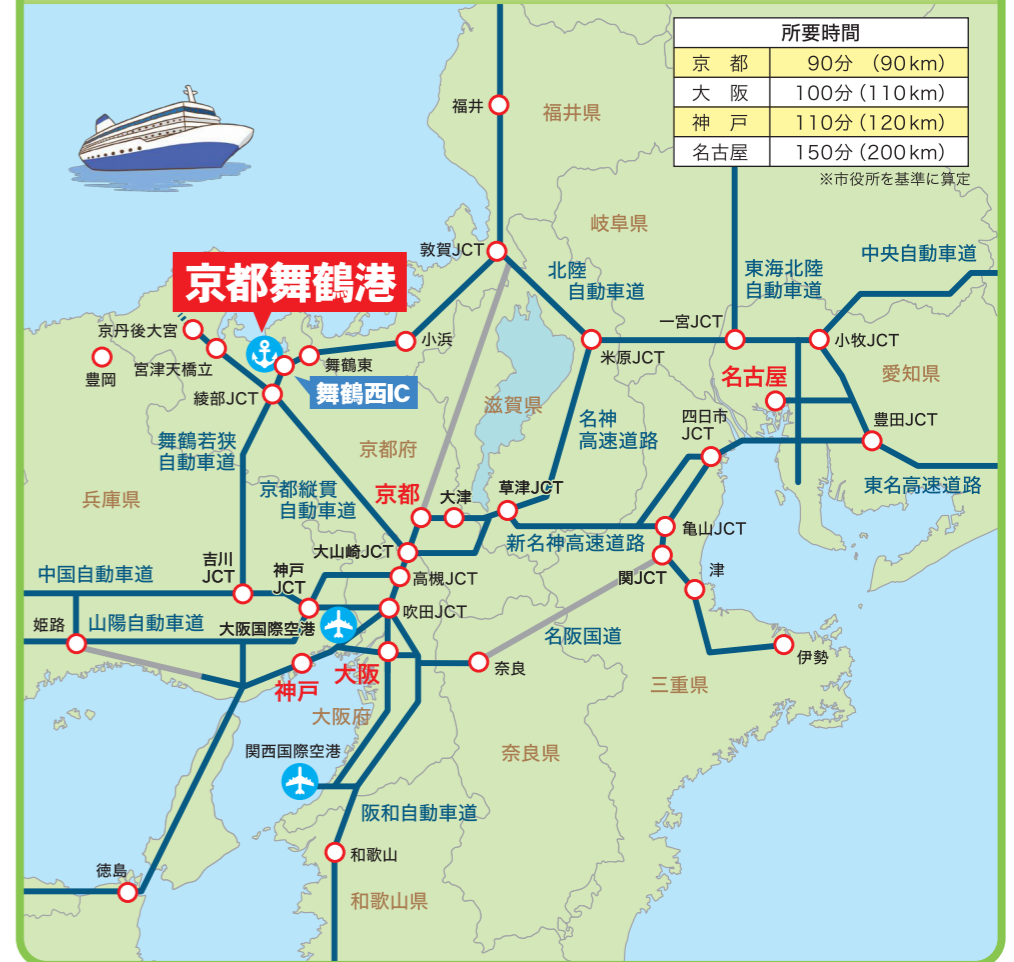 所要時間
京 都 90分 (90km)
大 阪 100分(110km)
神 戸 110分(120km)
名古屋 150分(200km)
※市役所を基準に算定
福井
福井県
岐阜県
敦賀JCT
北陸
自動車道
東海北陸
自動車道
中央自動車道
京都舞鶴港
京丹後大宮
豊岡
宮津天橋立
小浜
舞鶴東
舞鶴西IC
綾部JCT
米原JCT
一宮JCT
小牧JCT
名古屋
愛知県
滋賀県
名神
高速道路
四日市
JCT
豊田JCT
東名高速道路
舞鶴若狭
自動車道
京都府
兵庫県
京都縦貫
自動車道
京都
大津
草津JCT
新名神高速道路
亀山JCT
大山崎JCT
関JCT
津
吉川
JCT
神戸
JCT
高槻JCT
中国自動車道
姫路
山陽自動車道
大阪国際空港
吹田JCT
名阪国道
伊勢
神戸
大阪
奈良
三重県
大阪府
関西国際空港
奈良県
阪和自動車道
和歌山
徳島
和歌山県